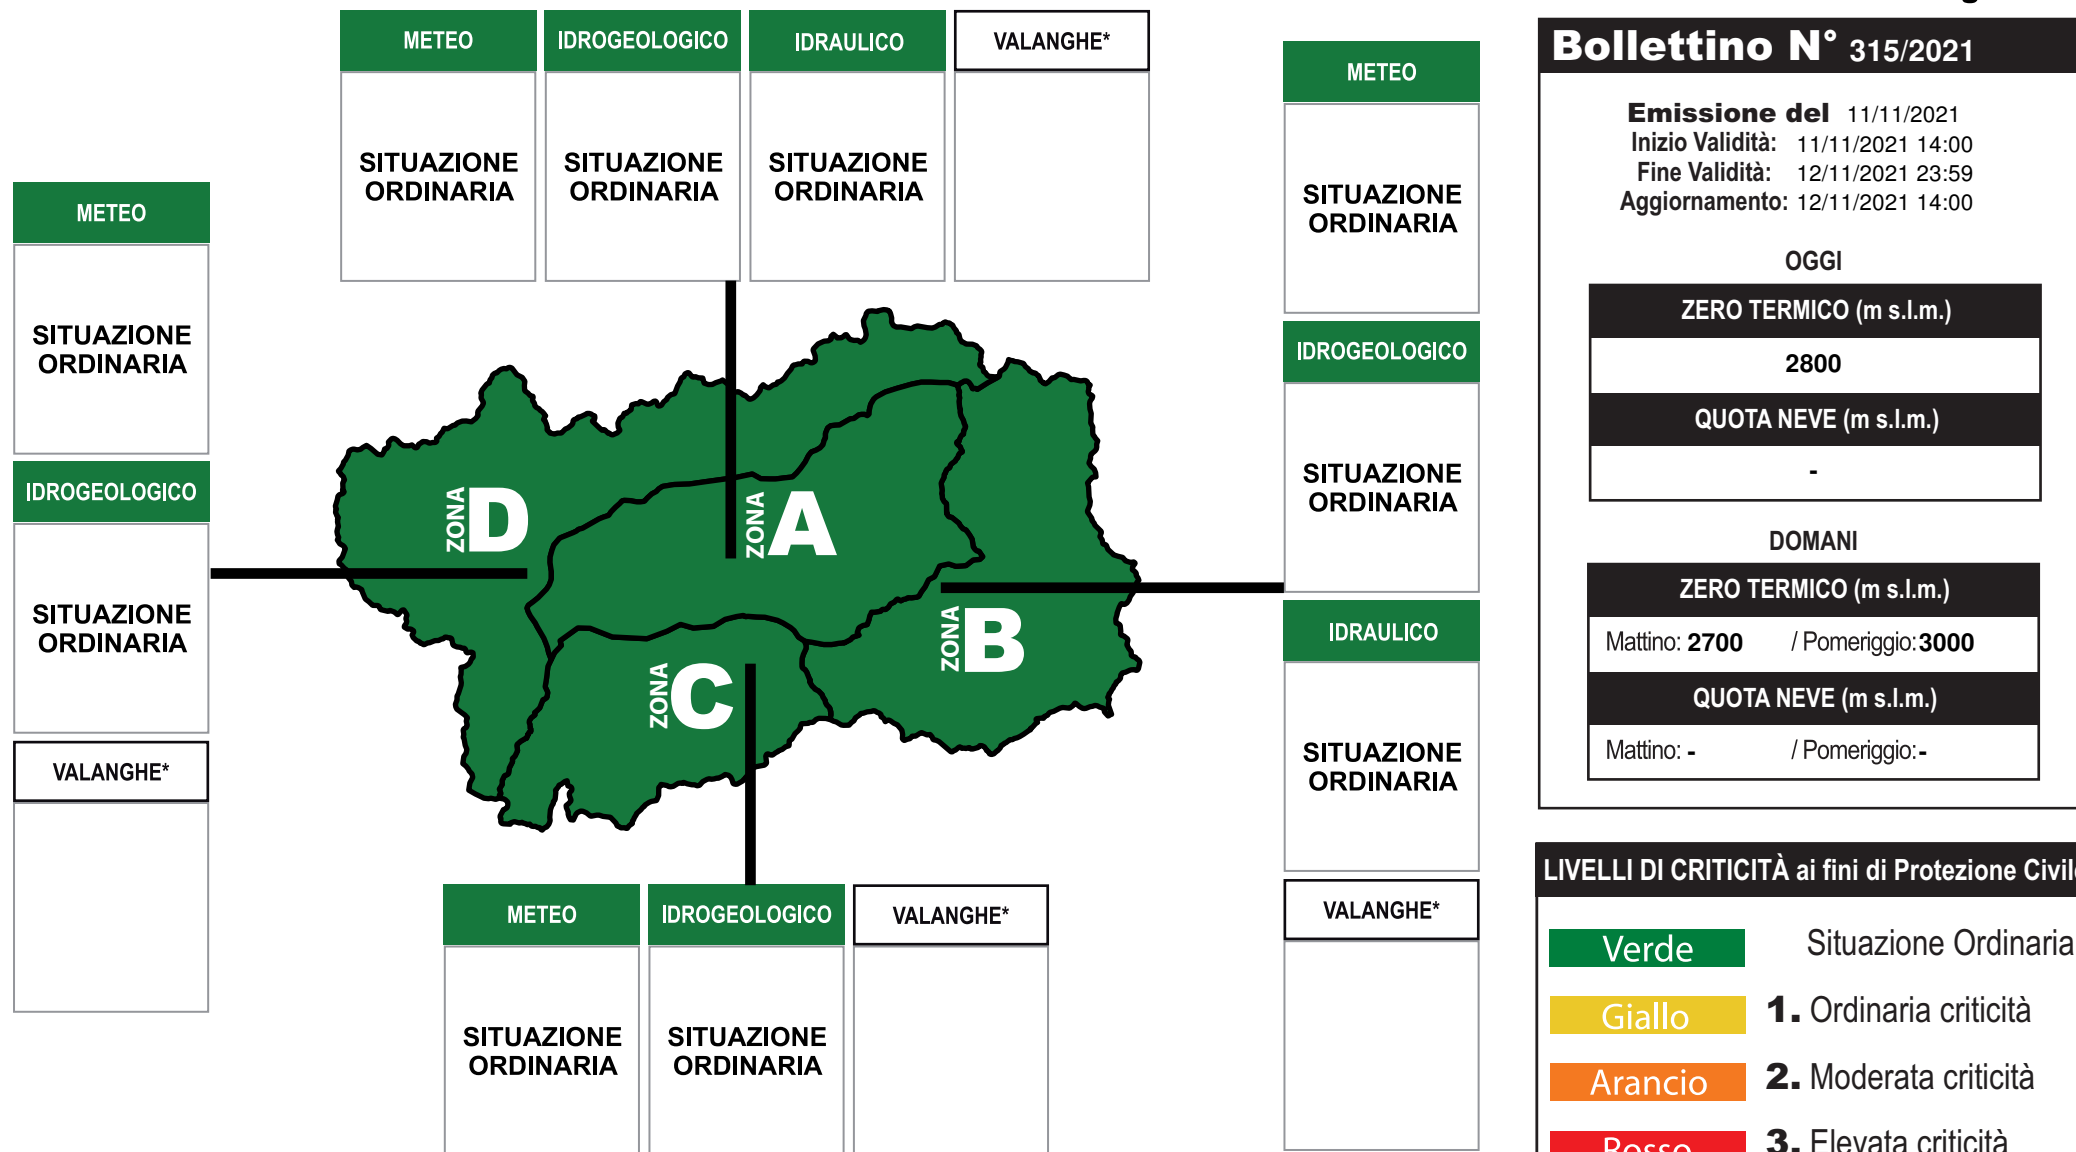 METEO
IDROGEOLOGICO
IDRAULICO
VALANGHE*
SITUAZIONE
ORDINARIA
SITUAZIONE
ORDINARIA
SITUAZIONE
ORDINARIA
METEO
SITUAZIONE
ORDINARIA
IDROGEOLOGICO
SITUAZIONE
ORDINARIA
VALANGHE*
ZONA D
ZONA A
ZONA B
ZONA C
METEO
SITUAZIONE
ORDINARIA
IDROGEOLOGICO
SITUAZIONE
ORDINARIA
IDRAULICO
SITUAZIONE
ORDINARIA
VALANGHE*
METEO
IDROGEOLOGICO
VALANGHE*
SITUAZIONE
ORDINARIA
SITUAZIONE
ORDINARIA
Bollettino N° 315/2021
Emissione del 11/11/2021
Inizio Validità: 11/11/2021 14:00
Fine Validità: 12/11/2021 23:59
Aggiornamento: 12/11/2021 14:00
OGGI
ZERO TERMICO (m s.l.m.)
2800
QUOTA NEVE (m s.l.m.)
-
DOMANI
ZERO TERMICO (m s.l.m.)
Mattino: 2700 / Pomeriggio: 3000
QUOTA NEVE (m s.l.m.)
Mattino: - / Pomeriggio: -
LIVELLI DI CRITICITÀ ai fini di Protezione Civile
Verde Situazione Ordinaria
Giallo 1. Ordinaria criticità
Arancio 2. Moderata criticità
Rosso 3. Elevata criticità